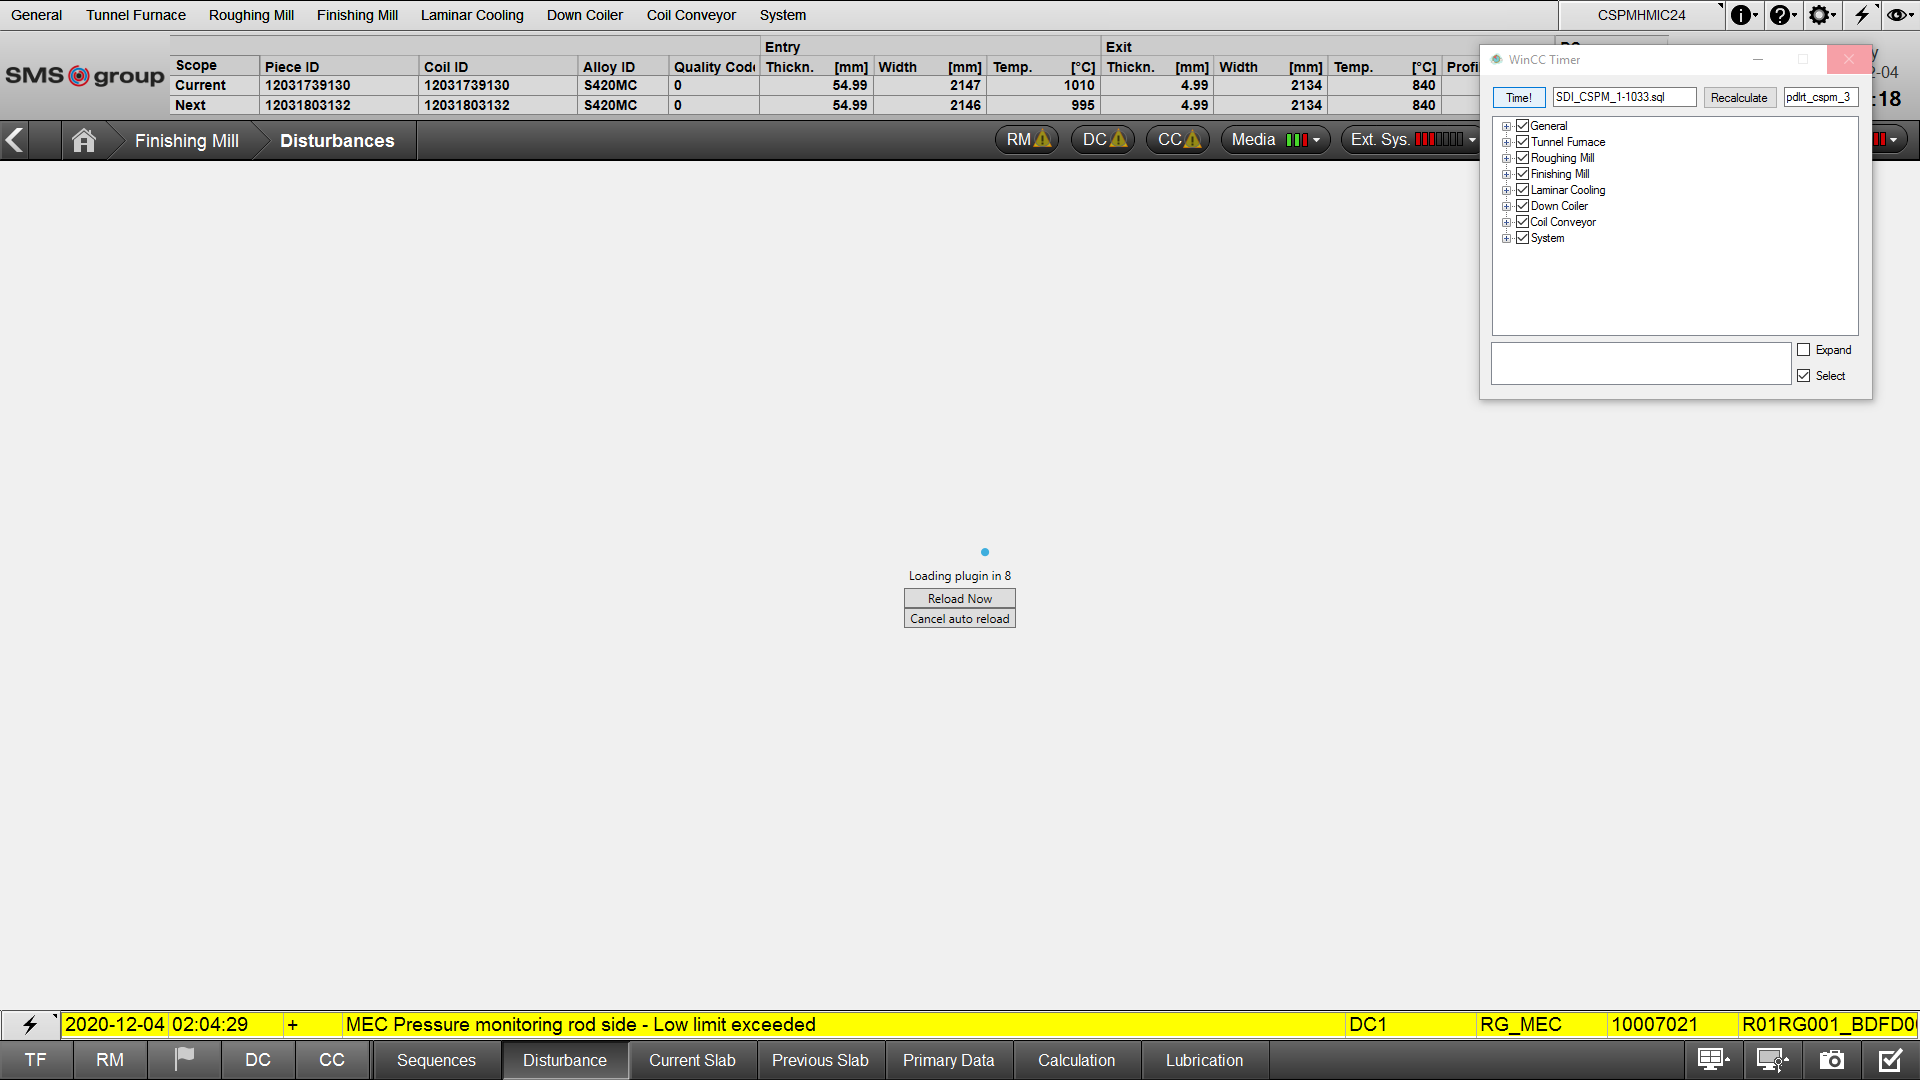 General Tunnel Furnace Roughing Mill Finishing Mill Laminar Cooling Down Coiler Coil Conveyor System CSPMHMIC24
SMS group
Entry Exit
Scope Piece ID Coil ID Alloy ID Quality Code Thickn. [mm] Width [mm] Temp. [°C] Thickn. [mm] Width [mm] Temp. [°C] Profi
Current 12031739130 12031739130 S420MC 0 54.99 2147 1010 4.99 2134 840
Next 12031803132 12031803132 S420MC 0 54.99 2146 995 4.99 2134 840
-04
:18
Finishing Mill Disturbances RM DC CC Media Ext. Sys.
WinCC Timer
Time! SDI_CSPM_1-1033.sql Recalculate pdlrt_cspm_3
General
Tunnel Furnace
Roughing Mill
Finishing Mill
Laminar Cooling
Down Coiler
Coil Conveyor
System
Expand
Select
Loading plugin in 8
Reload Now
Cancel auto reload
2020-12-04 02:04:29 + MEC Pressure monitoring rod side - Low limit exceeded DC1 RG_MEC 10007021 R01RG001_BDFD0
TF RM DC CC Sequences Disturbance Current Slab Previous Slab Primary Data Calculation Lubrication